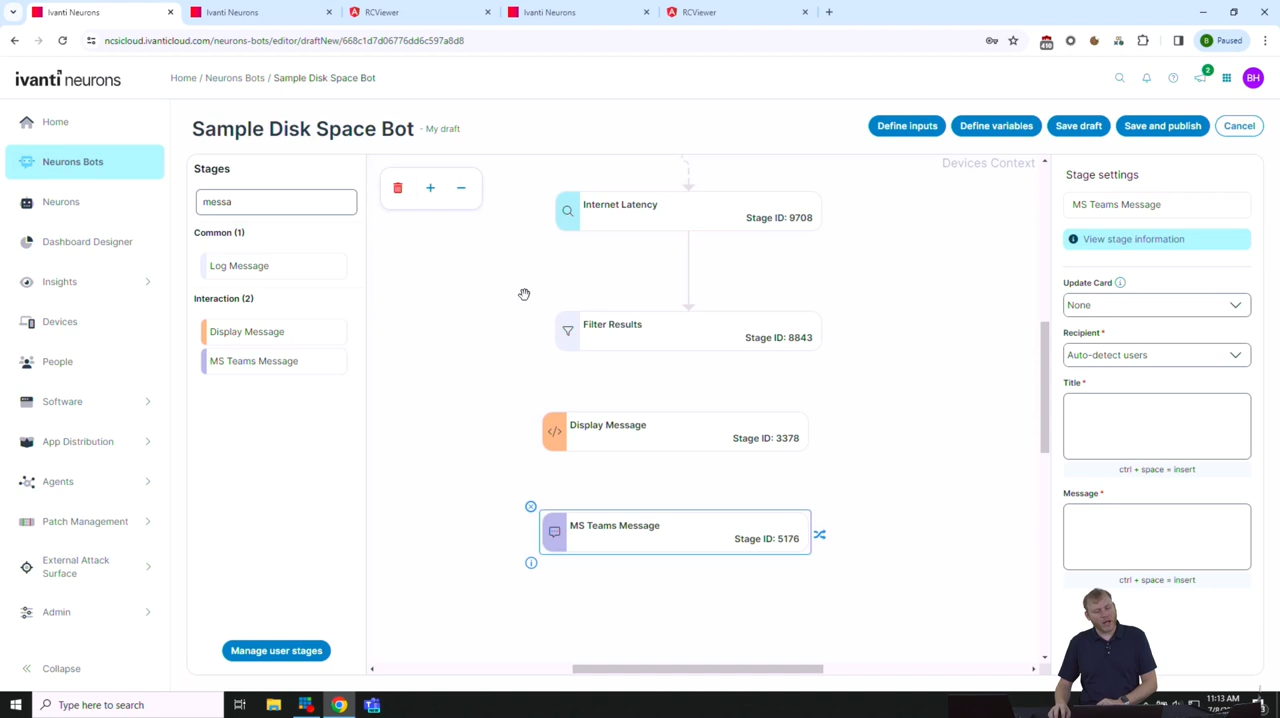 Ivanti Neurons
Ivanti Neurons
RCViewer
Ivanti Neurons
RCViewer
ncsicloud.ivanticloud.com/neurons-bots/editor/draftNew/668c1d7d06776dd6c597a8d8
410
B Paused
ivanti neurons
Home / Neurons Bots / Sample Disk Space Bot
2
BH
Home
Neurons Bots
Neurons
Dashboard Designer
Insights
Devices
People
Software
App Distribution
Agents
Patch Management
External Attack
Surface
Admin
Collapse
Sample Disk Space Bot - My draft
Define inputs
Define variables
Save draft
Save and publish
Cancel
Stages
messa
Common (1)
Log Message
Interaction (2)
Display Message
MS Teams Message
Manage user stages
Devices Context
Internet Latency
Stage ID: 9708
Filter Results
Stage ID: 8843
Display Message
Stage ID: 3378
MS Teams Message
Stage ID: 5176
Stage settings
MS Teams Message
View stage information
Update Card
None
Recipient *
Auto-detect users
Title *
ctrl + space = insert
Message *
ctrl + space = insert
Type here to search
11:13 AM